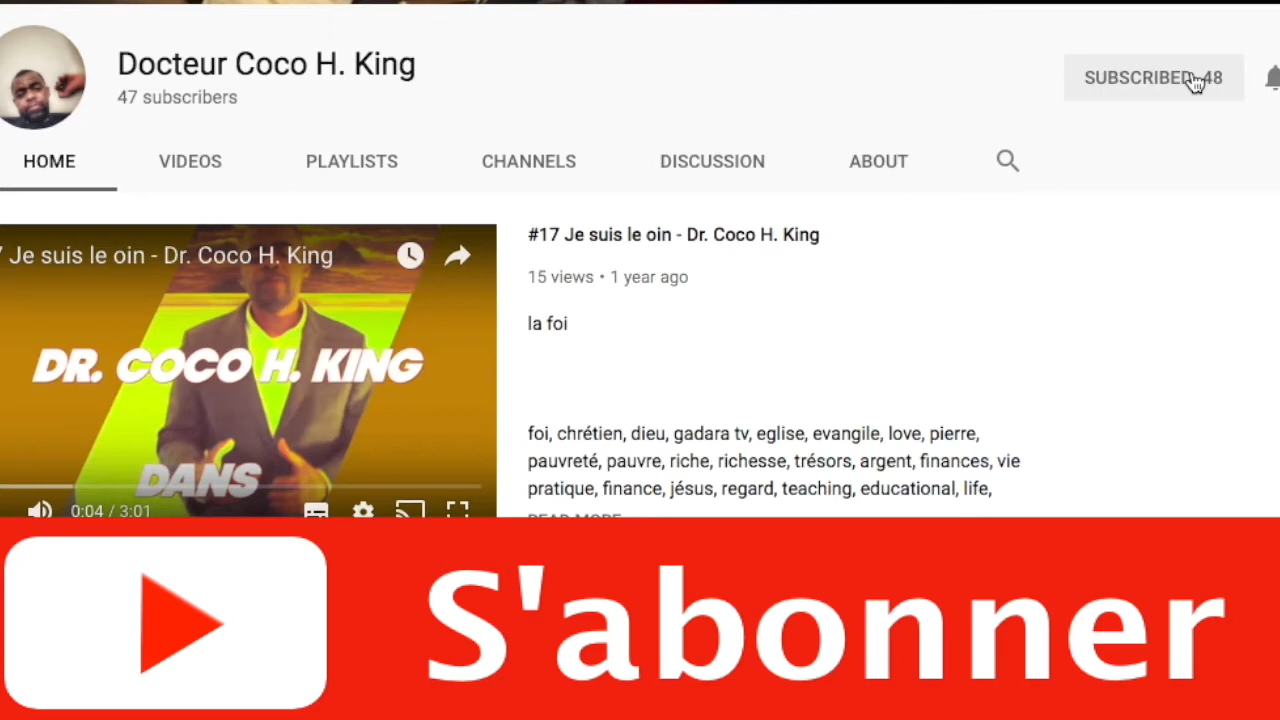 Docteur Coco H. King
47 subscribers
SUBSCRIBED 48
HOME VIDEOS PLAYLISTS CHANNELS DISCUSSION ABOUT
Je suis le oin - Dr. Coco H. King
DR. COCO H. KING
DANS
0:04 / 3:01
#17 Je suis le oin - Dr. Coco H. King
15 views • 1 year ago
la foi
foi, chrétien, dieu, gadara tv, eglise, evangile, love, pierre,
pauvreté, pauvre, riche, richesse, trésors, argent, finances, vie
pratique, finance, jésus, regard, teaching, educational, life,
READ MORE
S'abonner